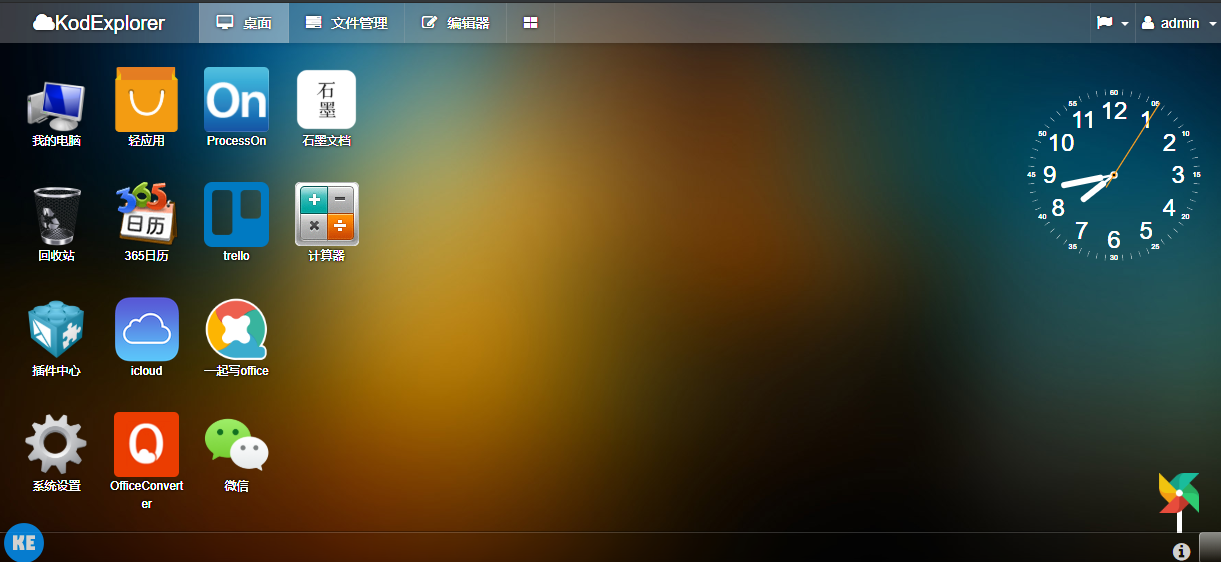 KodExplorer
桌面
文件管理
编辑器
admin
我的电脑
轻应用
On
ProcessOn
石
墨
石墨文档
回收站
365
日历
365日历
trello
计算器
插件中心
icloud
一起写office
系统设置
OfficeConvert
er
微信
60
05
10
15
20
25
30
35
40
45
50
55
12
1
2
3
4
5
6
7
8
9
10
11
KE